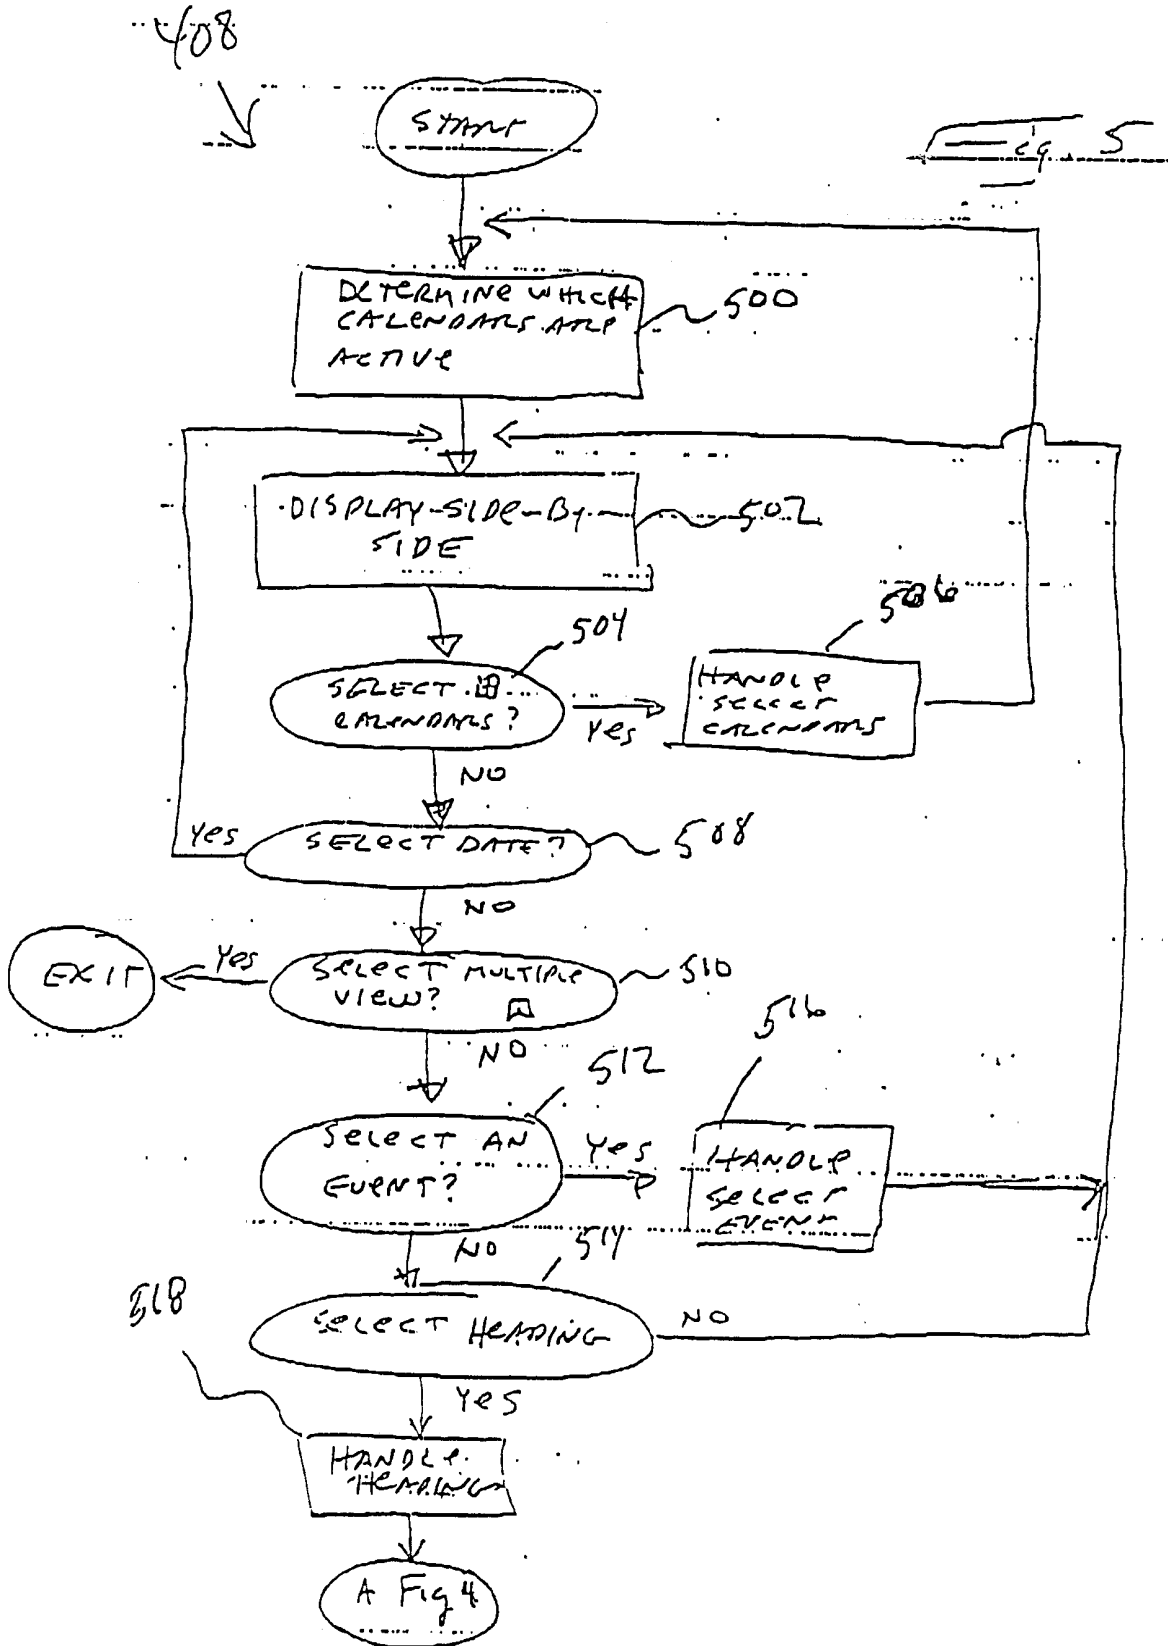 408
START
Fig. 5
DETERMINE WHICH
CALENDARS ARE
ACTIVE
500
DISPLAY-SIDE-BY-
SIDE
502
504
SELECT
CALENDARS?
YES
506
HANDLE
SELECT
CALENDARS
NO
YES
SELECT DATE?
508
NO
EXIT
YES
SELECT MULTIPLE
VIEW?
510
NO
512
SELECT AN
EVENT?
YES
516
HANDLE
SELECT
EVENT
NO
514
518
SELECT HEADING
NO
YES
HANDLE
HEADING
A Fig 4